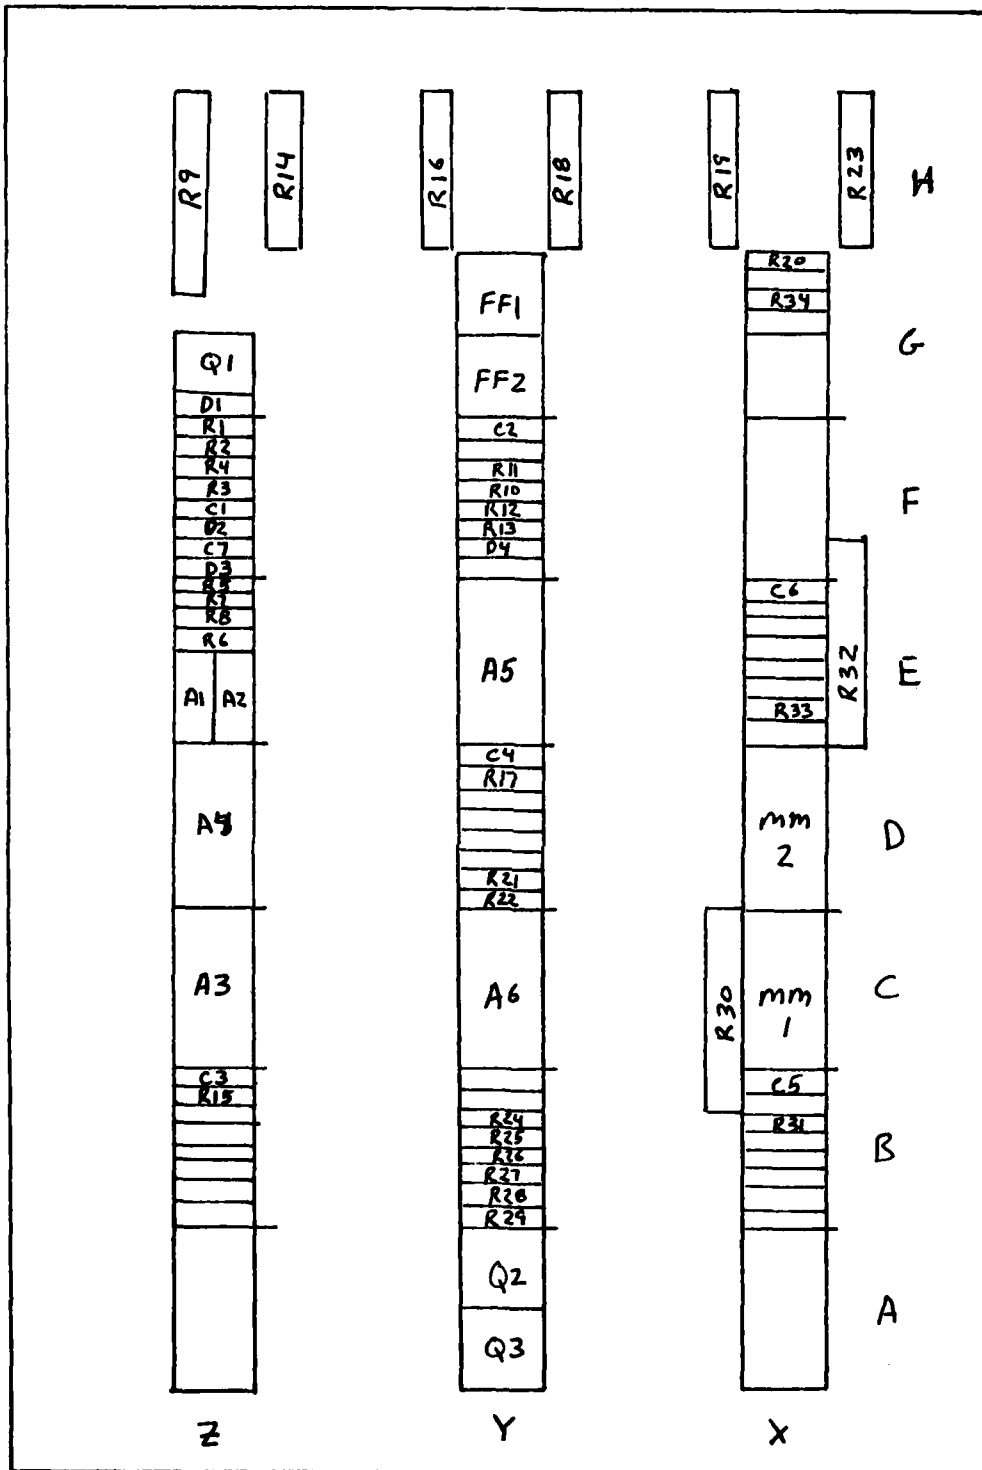 R9
R14
R16
R18
R19
R23
H
Q1
D1
R1
R2
R4
R3
C1
D2
C7
D3
R7
R8
R6
A1 A2
A3
C3
R15
Z
FF1
FF2
C2
R11
R10
R12
R13
D4
A5
C4
R17
R21
R22
A6
R24
R25
R26
R27
R28
R29
Q2
Q3
Y
R20
R34
C6
R33
R32
mm
2
R30
mm
1
C5
R31
X
G
F
E
D
C
B
A